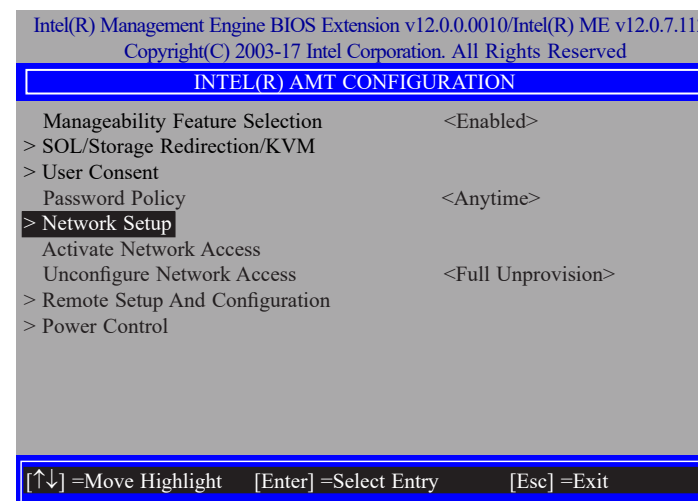 Intel(R) Management Engine BIOS Extension v12.0.0.0010/Intel(R) ME v12.0.7.11
Copyright(C) 2003-17 Intel Corporation. All Rights Reserved
INTEL(R) AMT CONFIGURATION
Manageability Feature Selection <Enabled>
> SOL/Storage Redirection/KVM
> User Consent
Password Policy <Anytime>
> Network Setup
Activate Network Access
Unconfigure Network Access <Full Unprovision>
> Remote Setup And Configuration
> Power Control
[↑↓] =Move Highlight [Enter] =Select Entry [Esc] =Exit